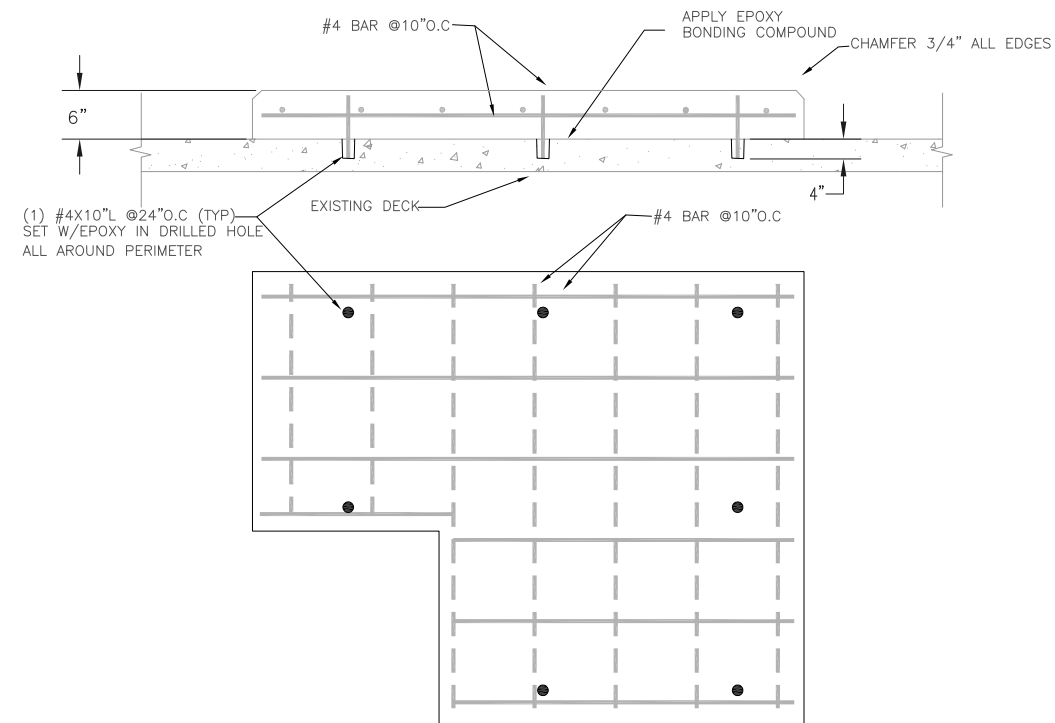 #4 BAR @10"O.C
APPLY EPOXY
BONDING COMPOUND
CHAMFER 3/4" ALL EDGES
6"
4"
(1) #4X10"L @24"O.C (TYP)
SET W/EPOXY IN DRILLED HOLE
ALL AROUND PERIMETER
EXISTING DECK
#4 BAR @10"O.C